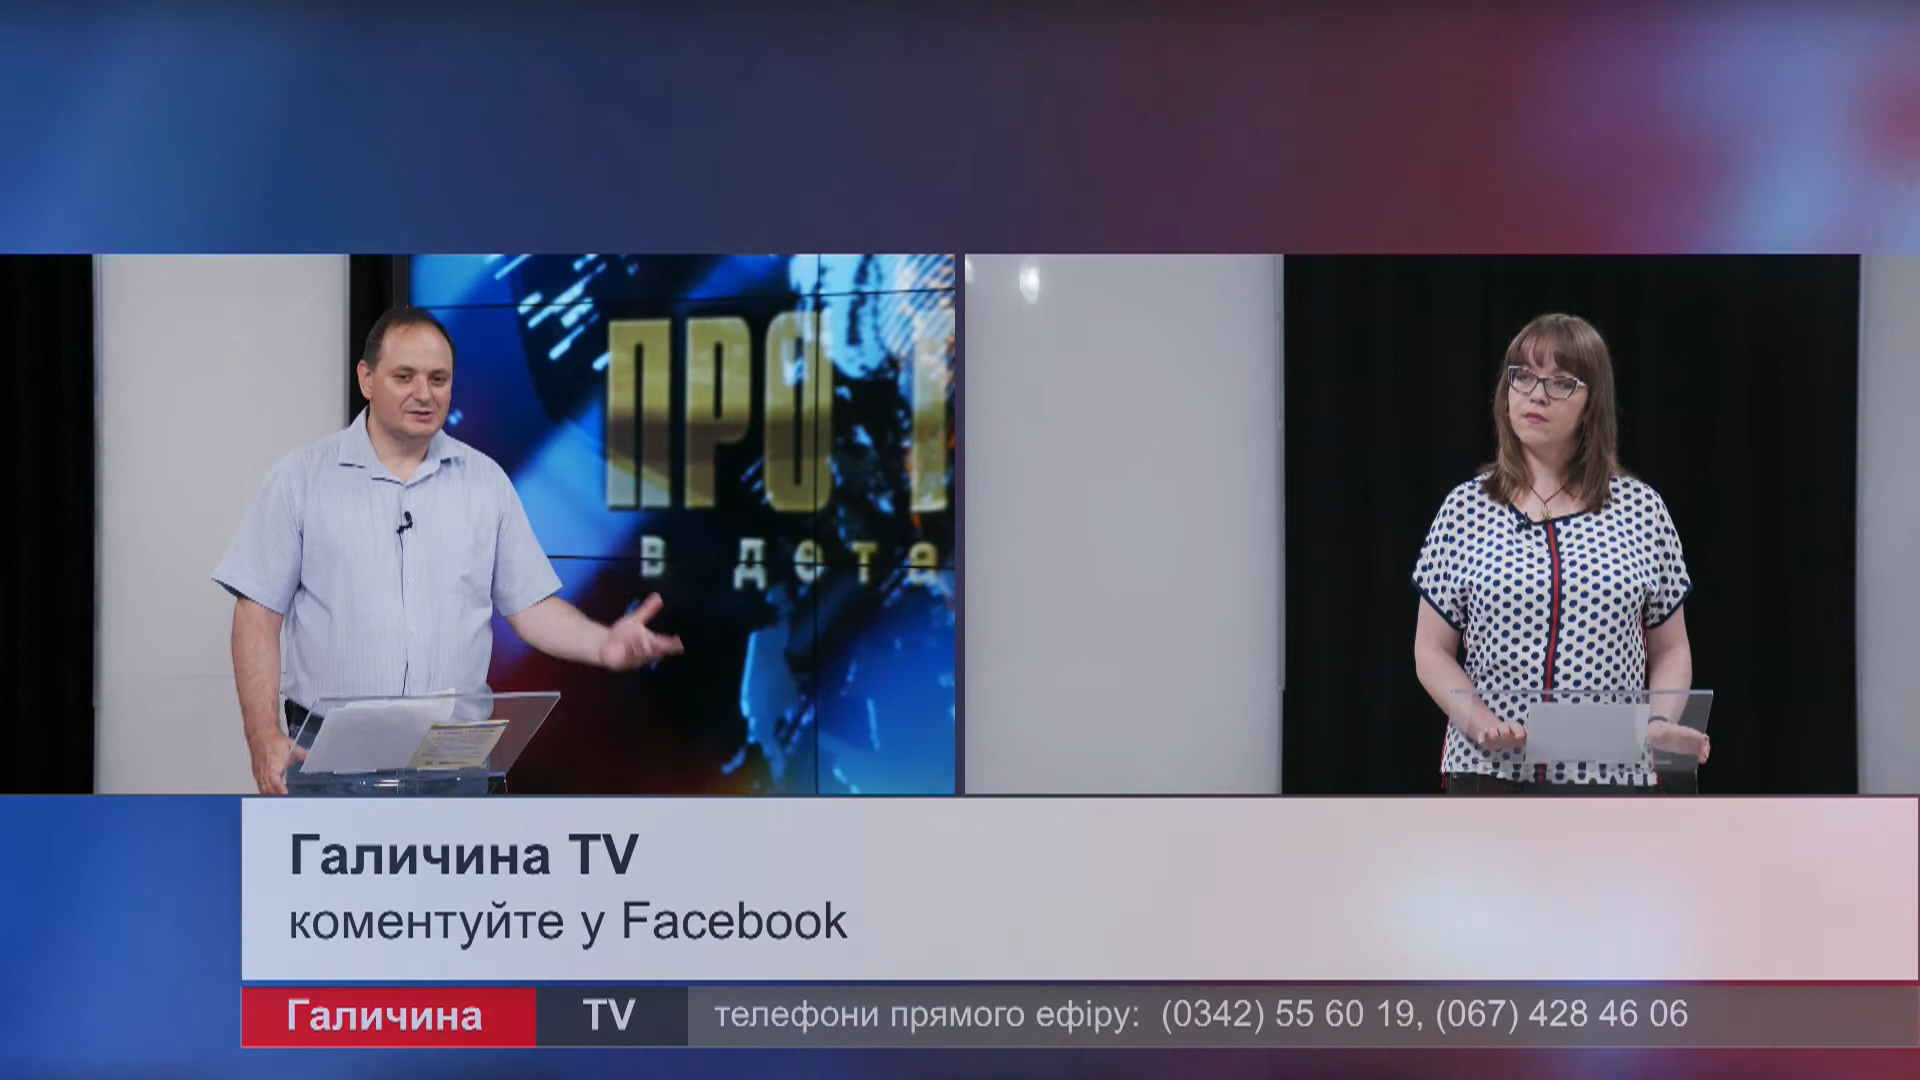 ПРО
в дета
Галичина TV
коментуйте у Facebook
Галичина TV телефони прямого ефіру: (0342) 55 60 19, (067) 428 46 06